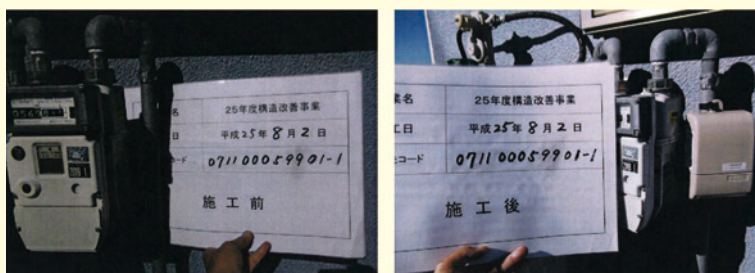 名 25年度構造改善事業
日 平成25年8月2日
コード 071100059901-1
施工前
業名 25年度構造改善事業
工日 平成25年8月2日
コード 071100059901-1
施工後